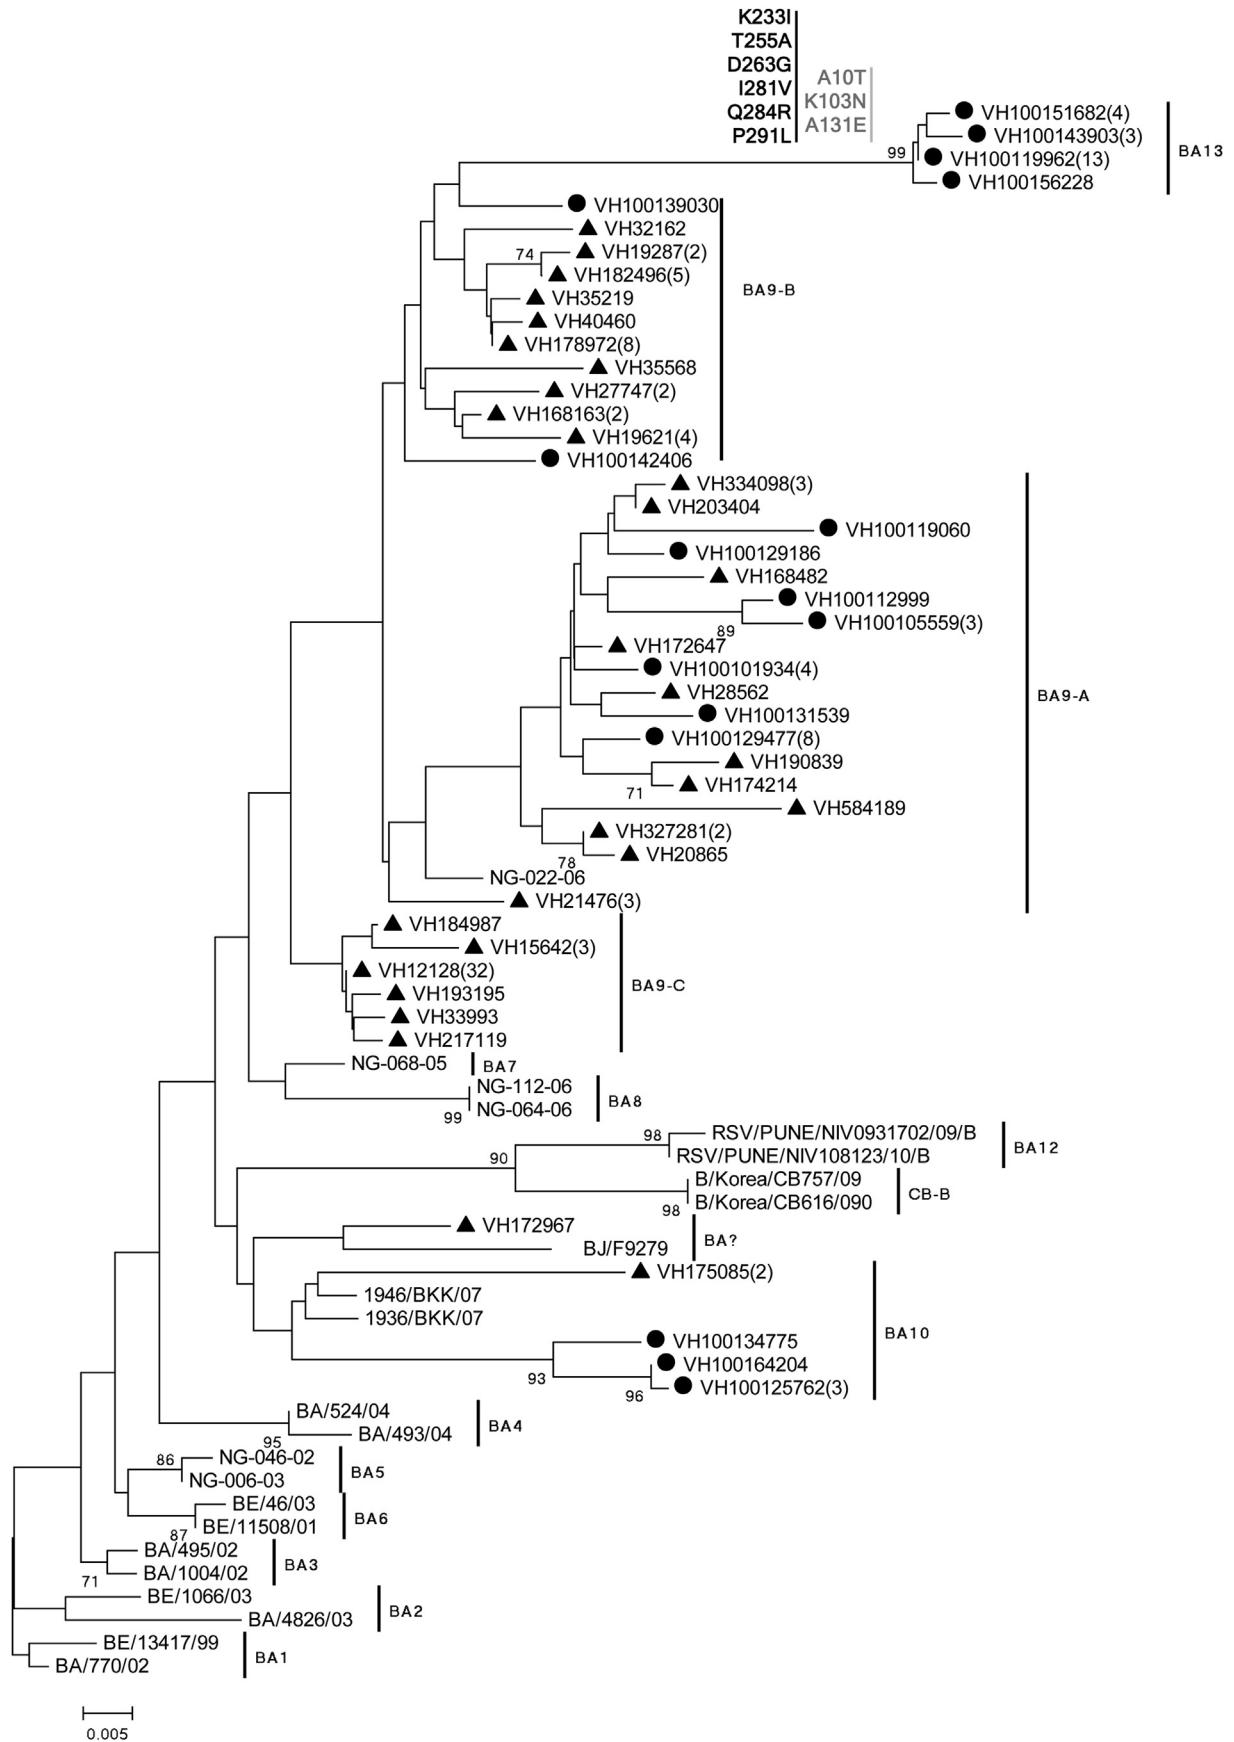 K233I
T255A
D263G
I281V
Q284R
P291L
A10T
K103N
A131E
VH100151682(4)
VH100143903(3)
99
VH100119962(13)
BA13
VH100156228
VH100139030
VH32162
74
VH19287(2)
VH182496(5)
BA9-B
VH35219
VH40460
VH178972(8)
VH35568
VH27747(2)
VH168163(2)
VH19621(4)
VH100142406
VH334098(3)
VH203404
VH100119060
VH100129186
VH168482
VH100112999
VH100105559(3)
89
VH172647
VH100101934(4)
VH28562
BA9-A
VH100131539
VH100129477(8)
VH190839
VH174214
71
VH584189
VH327281(2)
VH20865
78
NG-022-06
VH21476(3)
VH184987
VH15642(3)
VH12128(32)
BA9-C
VH193195
VH33993
VH217119
NG-068-05
BA7
NG-112-06
BA8
NG-064-06
99
RSV/PUNE/NIV0931702/09/B
98
BA12
RSV/PUNE/NIV108123/10/B
90
B/Korea/CB757/09
CB-B
B/Korea/CB616/090
98
VH172967
BA?
BJ/F9279
VH175085(2)
1946/BKK/07
1936/BKK/07
BA10
VH100134775
VH100164204
93
VH100125762(3)
96
BA/524/04
BA4
BA/493/04
95
NG-046-02
86
BA5
NG-006-03
BE/46/03
BA6
BE/11508/01
87
BA/495/02
BA3
BA/1004/02
71
BE/1066/03
BA2
BA/4826/03
BE/13417/99
BA1
BA/770/02
0.005